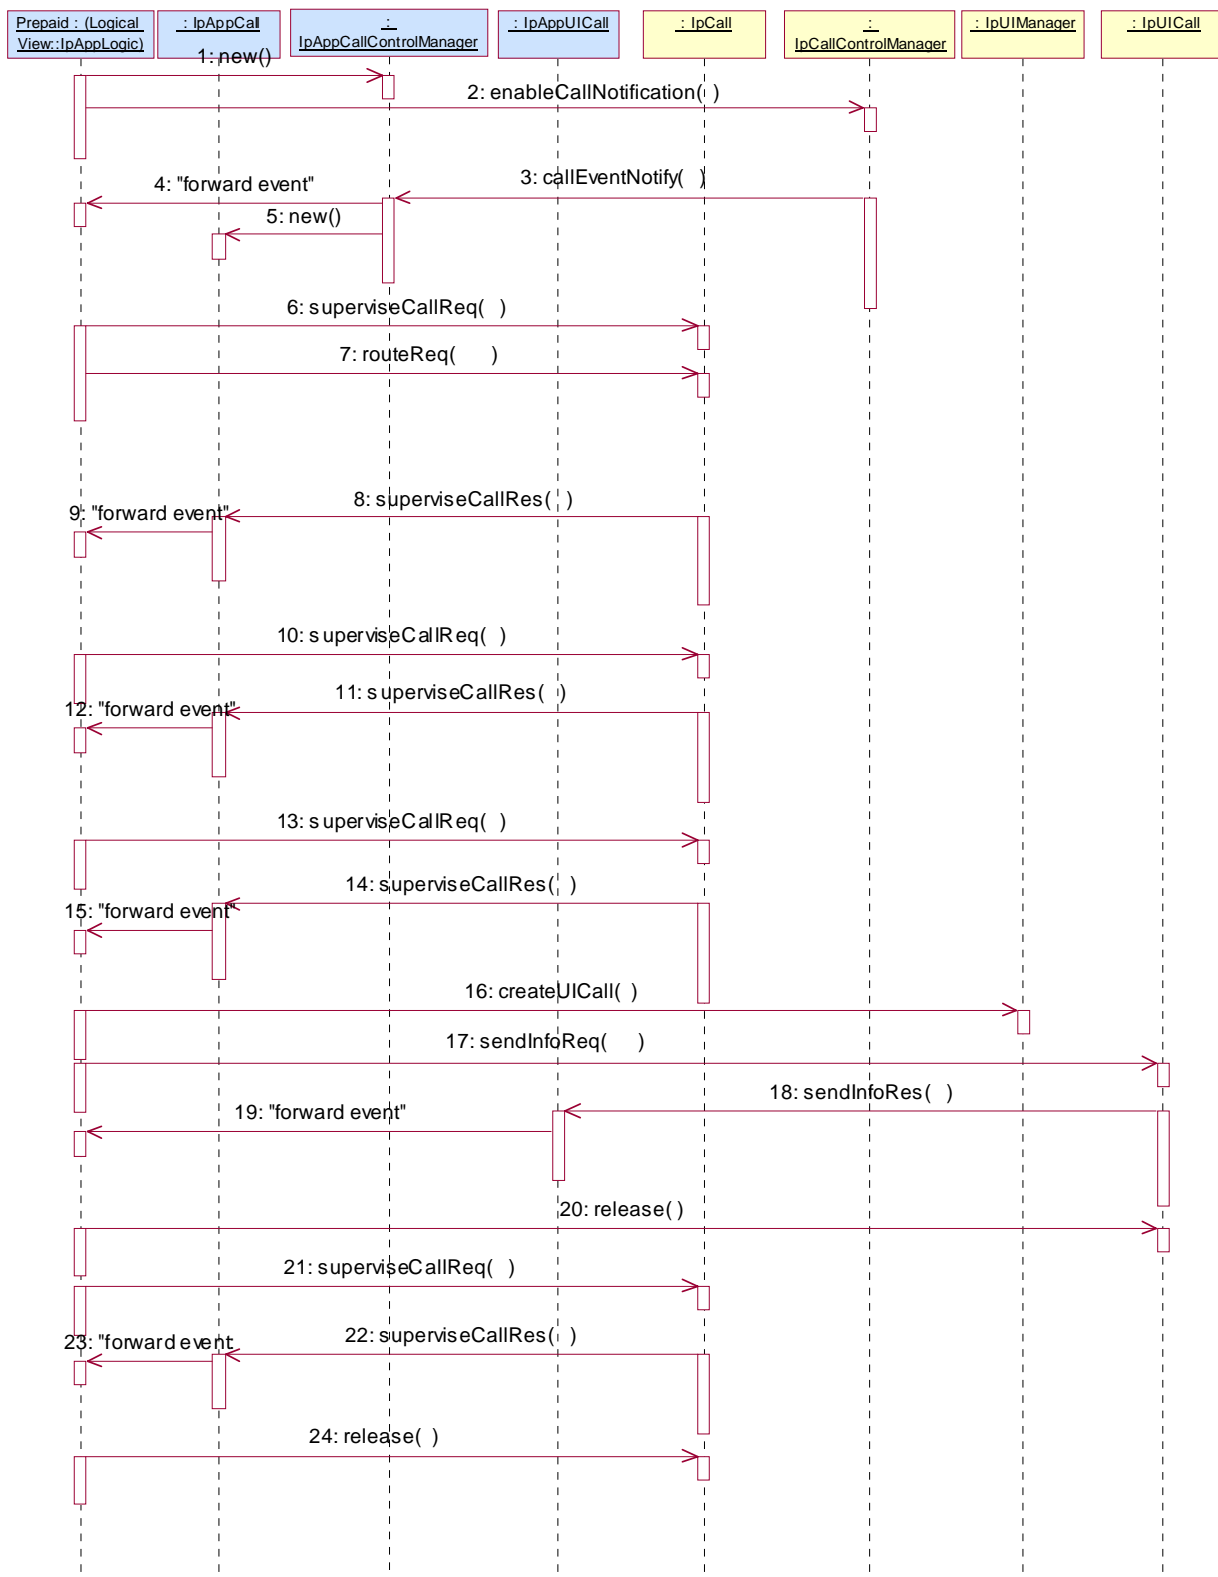 Prepaid : (Logical
View::IpAppLogic)
: IpAppCall
:
IpAppCallControlManager
: IpAppUICall
: IpCall
:
IpCallControlManager
: IpUIManager
: IpUICall
1: new()
2: enableCallNotification( )
3: callEventNotify( )
4: "forward event"
5: new()
6: superviseCallReq( )
7: routeReq( )
8: superviseCallRes( )
9: "forward event"
10: superviseCallReq( )
11: superviseCallRes( )
12: "forward event"
13: superviseCallReq( )
14: superviseCallRes( )
15: "forward event"
16: createUICall( )
17: sendInfoReq( )
18: sendInfoRes( )
19: "forward event"
20: release( )
21: superviseCallReq( )
22: superviseCallRes( )
23: "forward event:
24: release( )